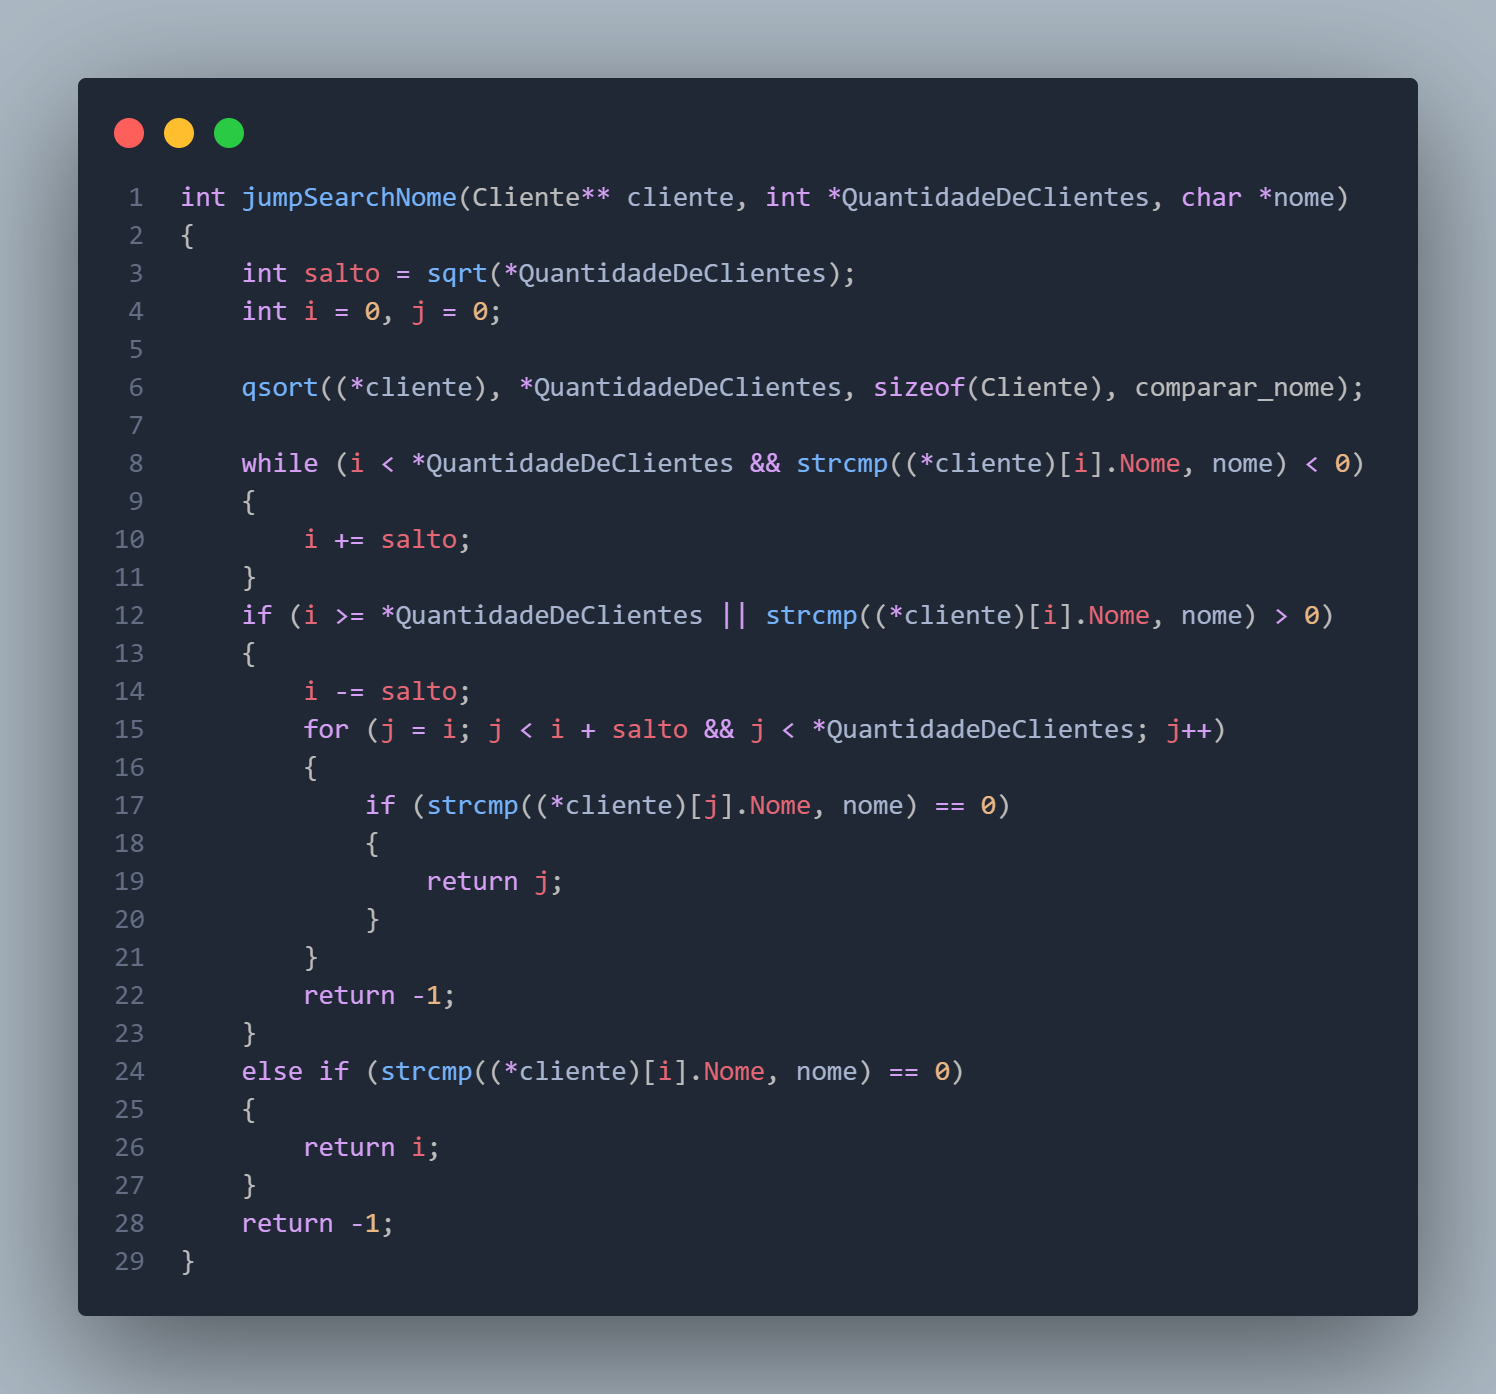 1 int jumpSearchNome(Cliente** cliente, int *QuantidadeDeClientes, char *nome)
2 {
3     int salto = sqrt(*QuantidadeDeClientes);
4     int i = 0, j = 0;
5
6     qsort((*cliente), *QuantidadeDeClientes, sizeof(Cliente), comparar_nome);
7
8     while (i < *QuantidadeDeClientes && strcmp((*cliente)[i].Nome, nome) < 0)
9     {
10         i += salto;
11     }
12     if (i >= *QuantidadeDeClientes || strcmp((*cliente)[i].Nome, nome) > 0)
13     {
14         i -= salto;
15         for (j = i; j < i + salto && j < *QuantidadeDeClientes; j++)
16         {
17             if (strcmp((*cliente)[j].Nome, nome) == 0)
18             {
19                 return j;
20             }
21         }
22         return -1;
23     }
24     else if (strcmp((*cliente)[i].Nome, nome) == 0)
25     {
26         return i;
27     }
28     return -1;
29 }